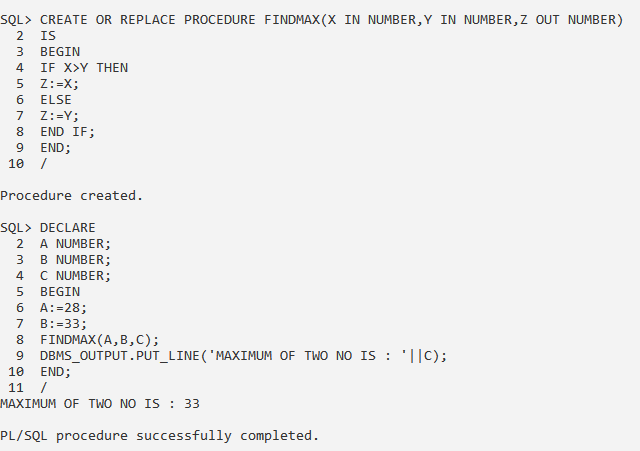 SQL> CREATE OR REPLACE PROCEDURE FINDMAX(X IN NUMBER,Y IN NUMBER,Z OUT NUMBER)
  2  IS
  3  BEGIN
  4  IF X>Y THEN
  5  Z:=X;
  6  ELSE
  7  Z:=Y;
  8  END IF;
  9  END;
 10  /

Procedure created.

SQL> DECLARE
  2  A NUMBER;
  3  B NUMBER;
  4  C NUMBER;
  5  BEGIN
  6  A:=28;
  7  B:=33;
  8  FINDMAX(A,B,C);
  9  DBMS_OUTPUT.PUT_LINE('MAXIMUM OF TWO NO IS : '||C);
 10  END;
 11  /
MAXIMUM OF TWO NO IS : 33

PL/SQL procedure successfully completed.